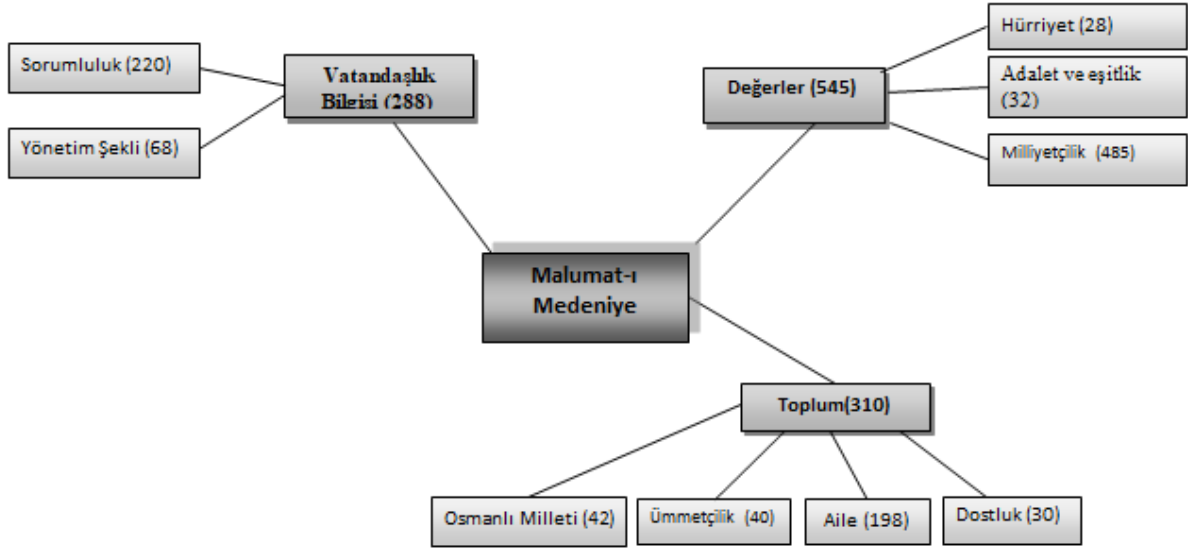 Sorumluluk (220)
Yönetim Şekli (68)
Vatandaşlık
Bilgisi (288)
Değerler (545)
Hürriyet (28)
Adalet ve eşitlik
(32)
Milliyetçilik (485)
Malumat-ı
Medeniye
Toplum(310)
Osmanlı Milleti (42)
Ümmetçilik (40)
Aile (198)
Dostluk (30)